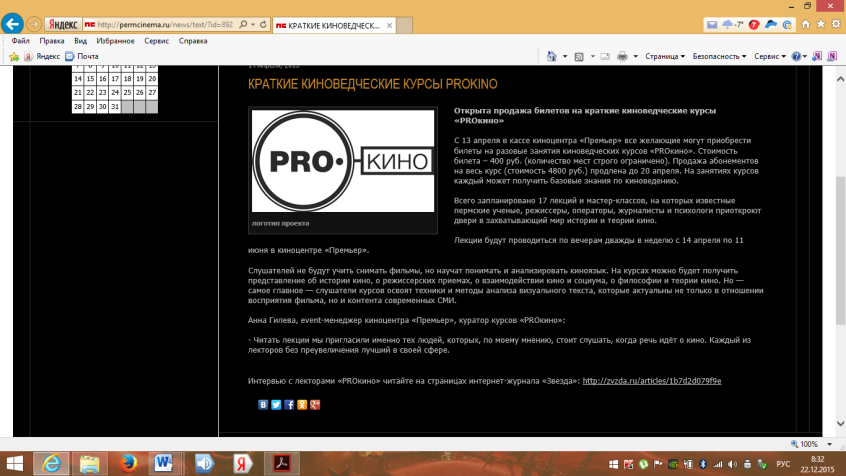 Яндекс
http://permcinema.ru/news/text/?id=892
КРАТКИЕ КИНОВЕДЧЕСК...
-7°
Файл Правка Вид Избранное Сервис Справка
Яндекс Почта
Страница Безопасность Сервис
14 15 16 17 18 19 20
21 22 23 24 25 26 27
28 29 30 31
КРАТКИЕ КИНОВЕДЧЕСКИЕ КУРСЫ PROKINO
PRO КИНО
логотип проекта
Открыта продажа билетов на краткие киноведческие курсы
«PROкино»
С 13 апреля в кассе киноцентра «Премьер» все желающие могут приобрести
билеты на разовые занятия киноведческих курсов «PROкино». Стоимость
билета – 400 руб. (количество мест строго ограничено). Продажа абонементов
на весь курс (стоимость 4800 руб.) продлена до 20 апреля. На занятиях курсов
каждый может получить базовые знания по киноведению.
Всего запланировано 17 лекций и мастер-классов, на которых известные
пермские ученые, режиссеры, операторы, журналисты и психологи приоткроют
двери в захватывающий мир истории и теории кино.
Лекции будут проводиться по вечерам дважды в неделю с 14 апреля по 11
июня в киноцентре «Премьер».
Слушателей не будут учить снимать фильмы, но научат понимать и анализировать киноязык. На курсах можно будет получить
представление об истории кино, о режиссерских приемах, о взаимодействии кино и социума, о философии и теории кино. Но —
самое главное — слушатели курсов освоят техники и методы анализа визуального текста, которые актуальны не только в отношении
восприятия фильма, но и контента современных СМИ.
Анна Гилева, event-менеджер киноцентра «Премьер», куратор курсов «PROкино»:
- Читать лекции мы пригласили именно тех людей, которых, по моему мнению, стоит слушать, когда речь идёт о кино. Каждый из
лекторов без преувеличения лучший в своей сфере.
Интервью с лекторами «PROкино» читайте на страницах интернет-журнала «Звезда»: http://zvzda.ru/articles/1b7d2d079f9e
100%
РУС
8:32
22.12.2015